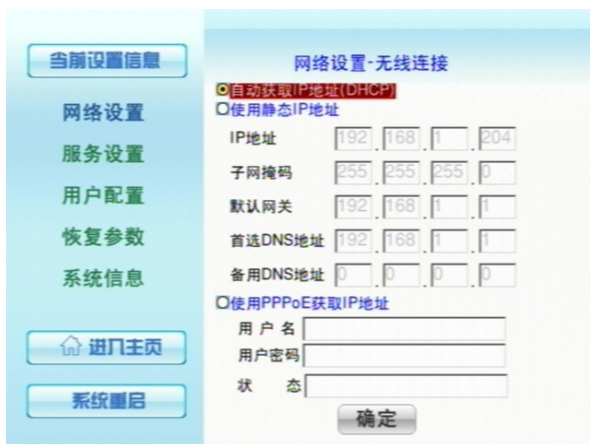 当前设置信息
网络设置
服务设置
用户配置
恢复参数
系统信息
进入主页
系统重启
网络设置-无线连接
自动获取IP地址(DHCP)
使用静态IP地址
IP地址 192 . 168 . 1 . 204
子网掩码 255 . 255 . 255 . 0
默认网关 192 . 168 . 1 . 1
首选DNS地址 192 . 168 . 1 . 1
备用DNS地址 0 . 0 . 0 . 0
使用PPPoE获取IP地址
用 户 名
用户密码
状 态
确定